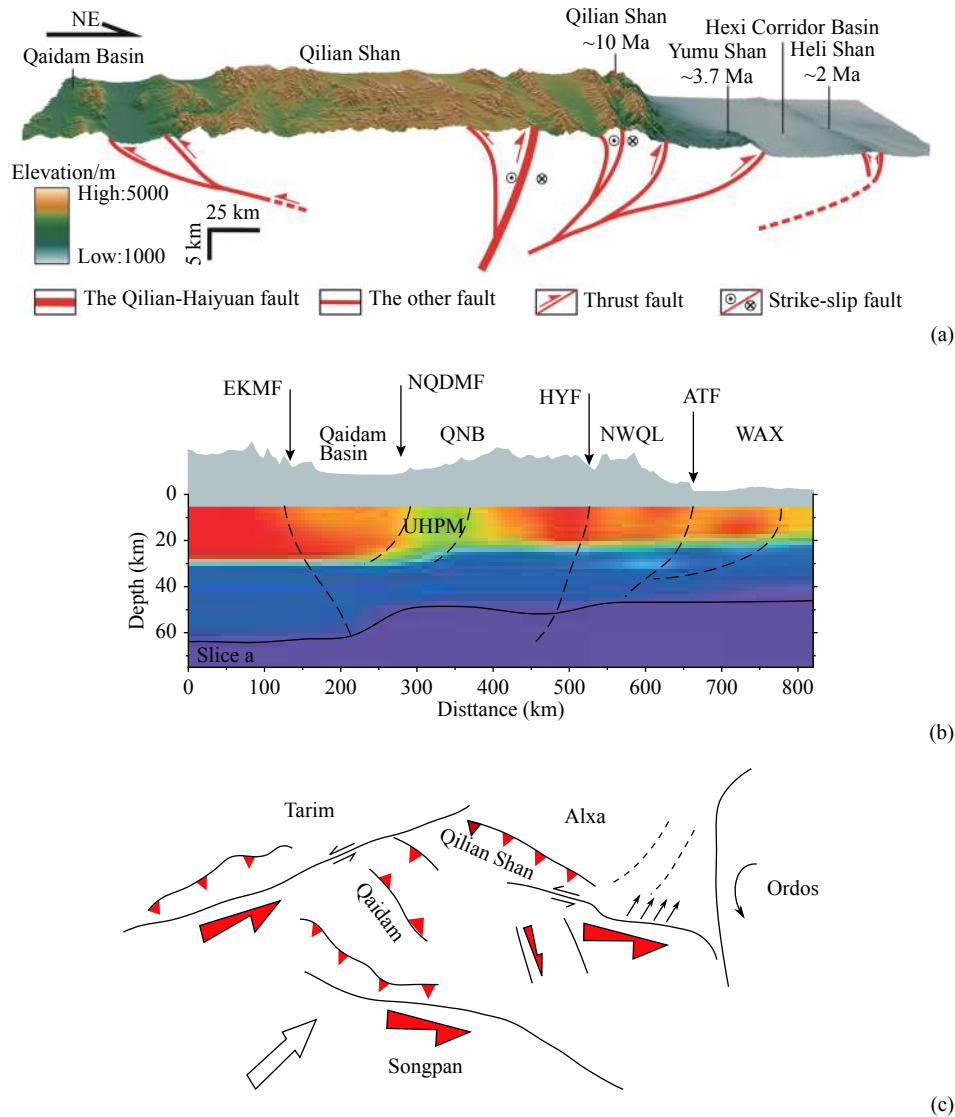 NE
Qaidam Basin
Qilian Shan
Qilian Shan
~10 Ma
Hexi Corridor Basin
Yumu Shan
~3.7 Ma
Heli Shan
~2 Ma
Elevation/m
High:5000
Low:1000
25 km
5 km
The Qilian-Haiyuan fault
The other fault
Thrust fault
Strike-slip fault
(a)
EKMF
NQDMF
HYF
ATF
Qaidam
Basin
QNB
NWQL
WAX
UHPM
0
20
40
60
Depth (km)
Slice a
0
100
200
300
400
500
600
700
800
Disttance (km)
(b)
Tarim
Alxa
Qilian Shan
Qaidam
Ordos
Songpan
(c)